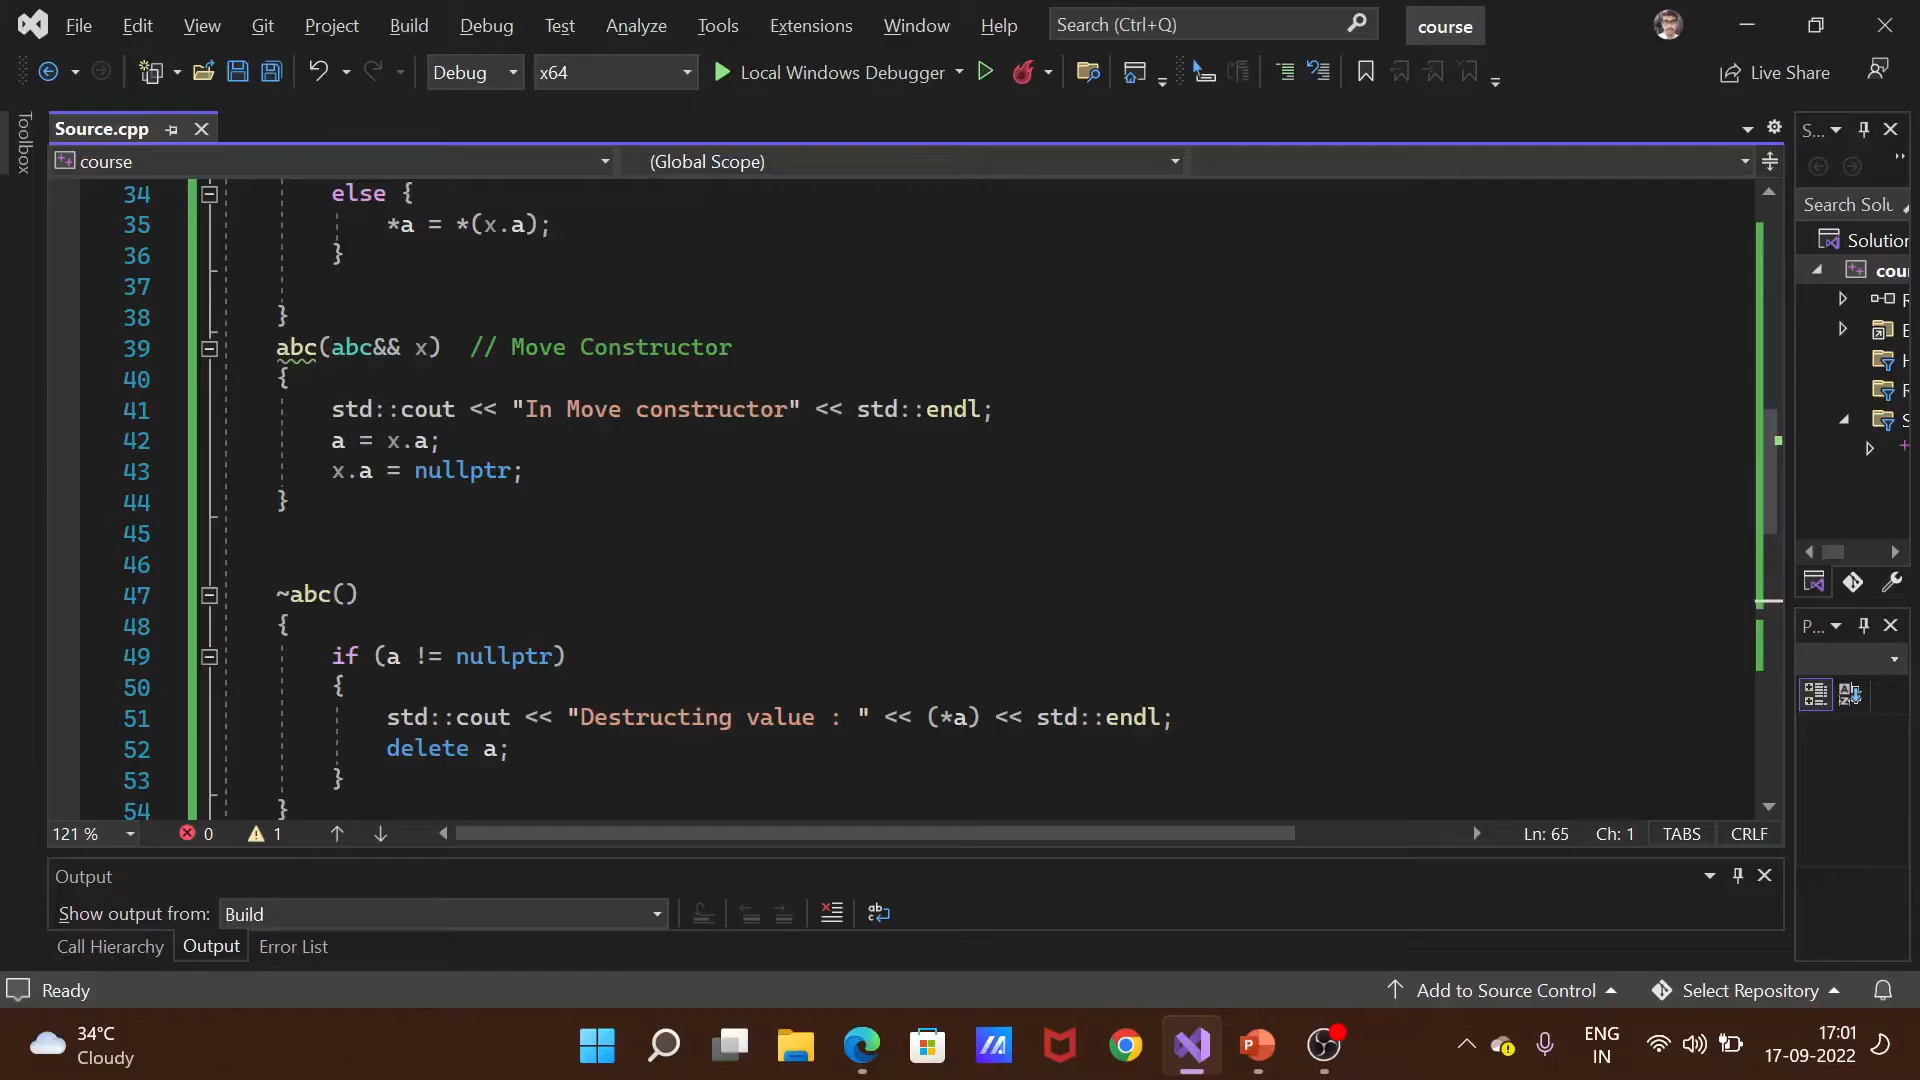 File Edit View Git Project Build Debug Test Analyze Tools Extensions Window Help Search (Ctrl+Q) course
Debug x64 Local Windows Debugger Live Share
Toolbox
Source.cpp
S...
course (Global Scope)
Search Solu
Solution
cou
34 else {
35 *a = *(x.a);
36 }
37
38 }
39 abc(abc&& x) // Move Constructor
40 {
41 std::cout << "In Move constructor" << std::endl;
42 a = x.a;
43 x.a = nullptr;
44 }
45
46
47 ~abc()
48 {
49 if (a != nullptr)
50 {
51 std::cout << "Destructing value : " << (*a) << std::endl;
52 delete a;
53 }
54 }
P...
121 % 0 1 Ln: 65 Ch: 1 TABS CRLF
Output
Show output from: Build
Call Hierarchy Output Error List
Ready Add to Source Control Select Repository
34°C
Cloudy
ENG
IN
17:01
17-09-2022